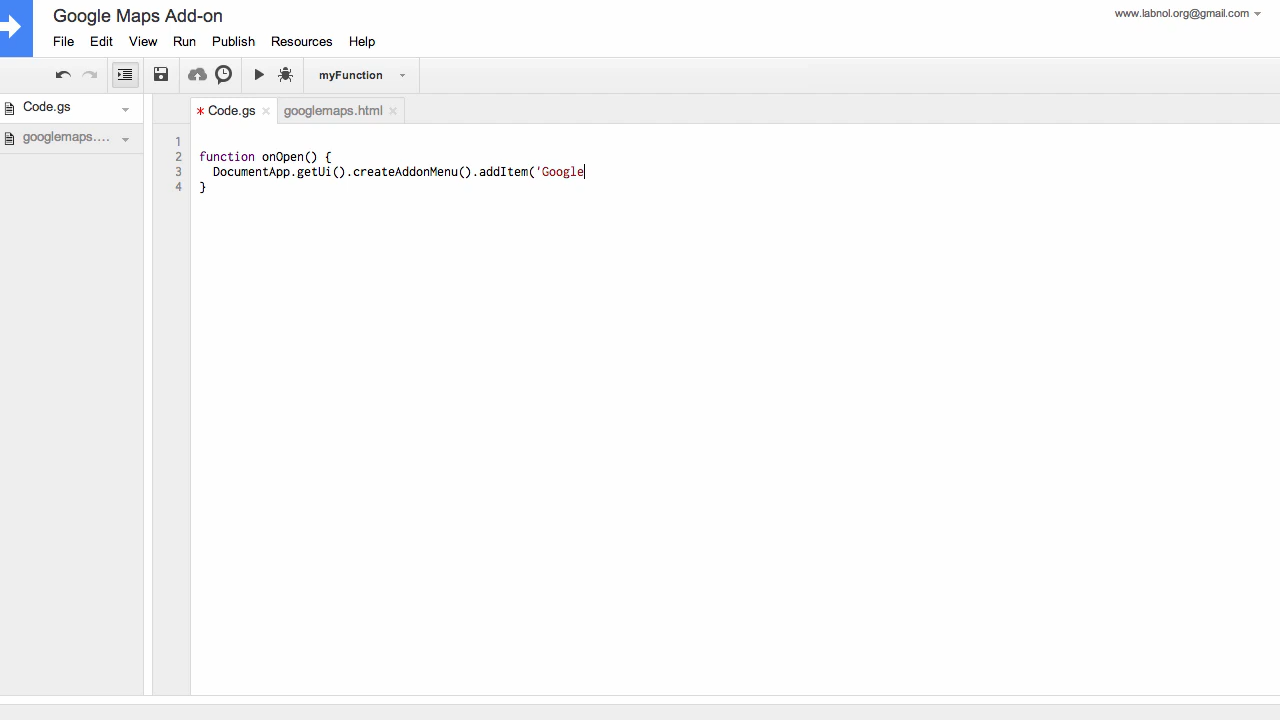 Google Maps Add-on
www.labnol.org@gmail.com
File Edit View Run Publish Resources Help
myFunction
Code.gs
googlemaps....
* Code.gs × googlemaps.html ×
1
2 function onOpen() {
3 DocumentApp.getUi().createAddonMenu().addItem('Google
4 }